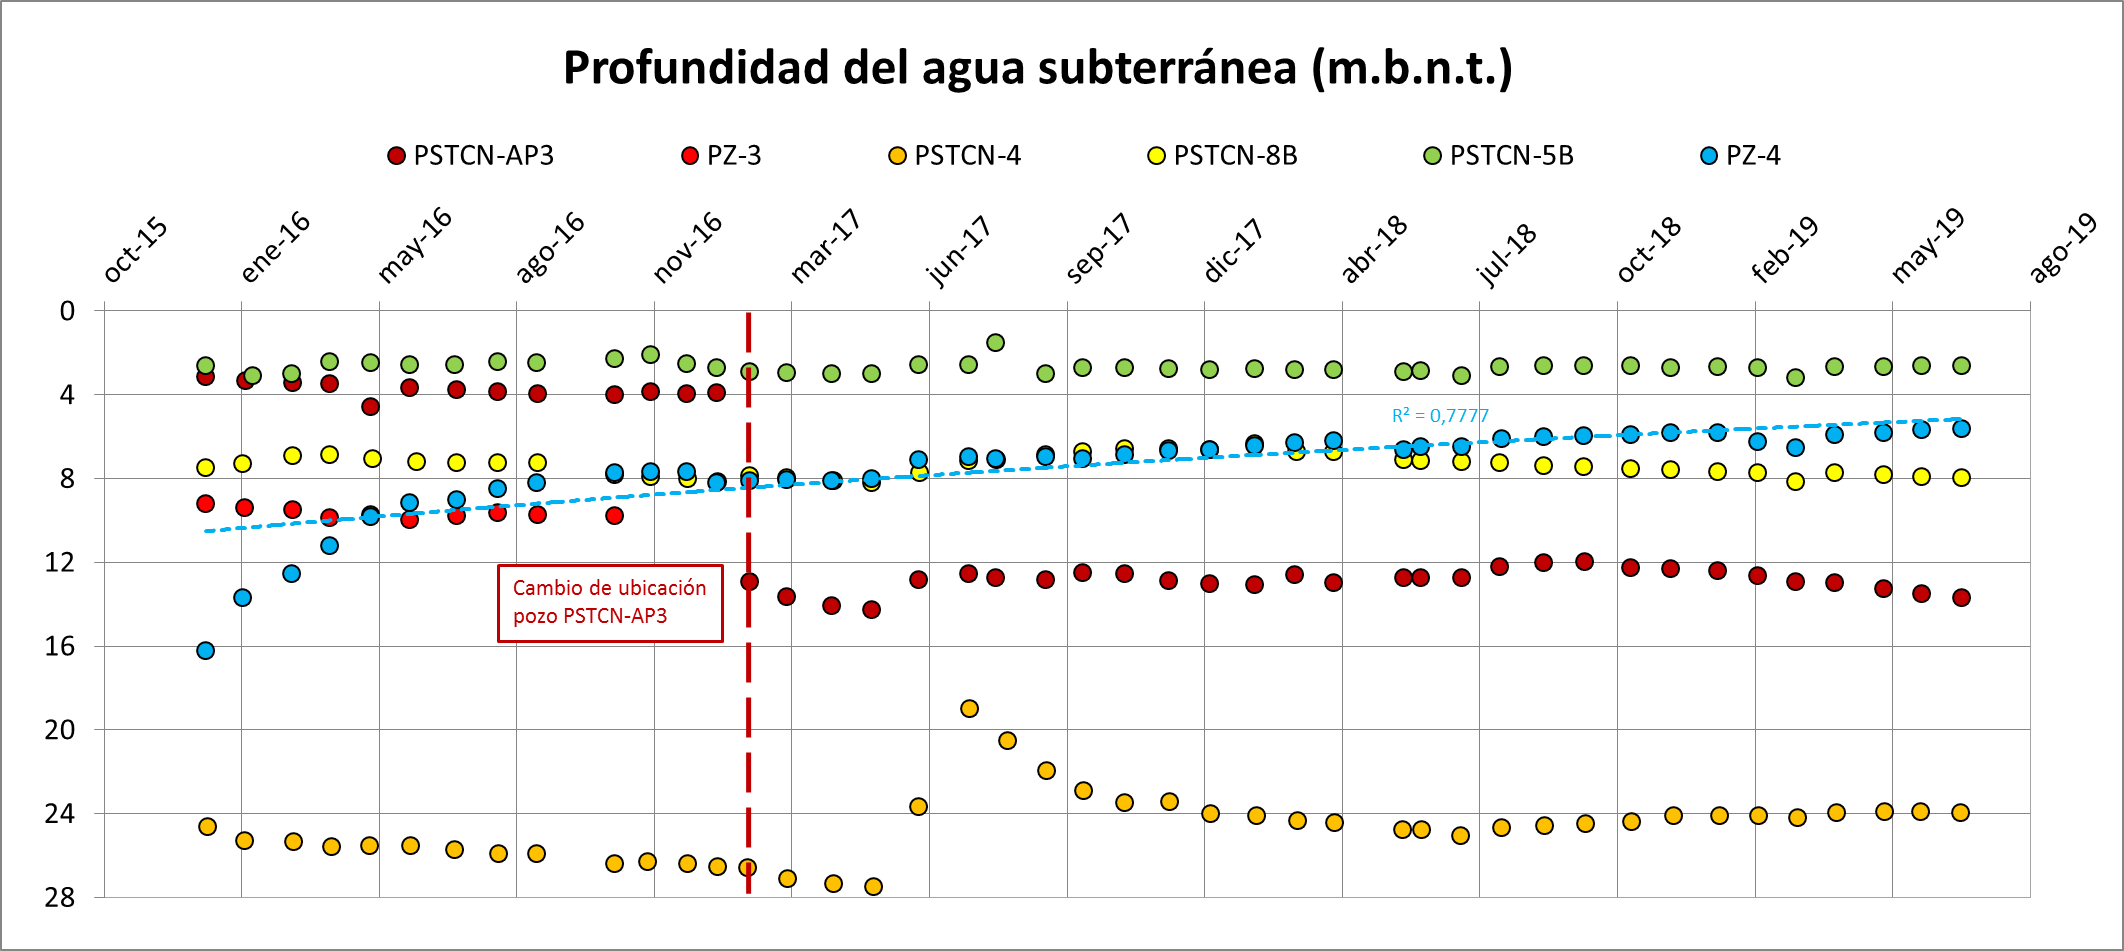 Profundidad del agua subterránea (m.b.n.t.)
PSTCN-AP3 PZ-3 PSTCN-4 PSTCN-8B PSTCN-5B PZ-4
oct-15 ene-16 may-16 ago-16 nov-16 mar-17 jun-17 sep-17 dic-17 abr-18 jul-18 oct-18 feb-19 may-19 ago-19
0
4
R² = 0,7777
8
12
Cambio de ubicación
pozo PSTCN-AP3
16
20
24
28